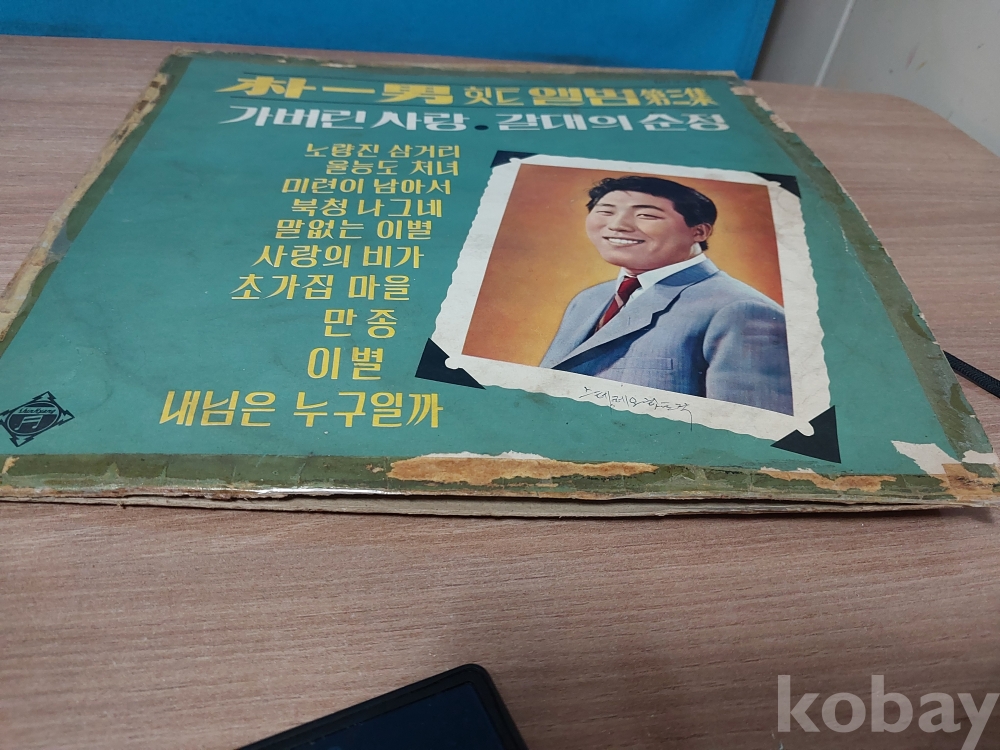 朴一男 힛트 앨범 第三集
가버린 사랑 • 갈대의 순정
노량진 삼거리
울능도 처녀
미련이 남아서
북청 나그네
말없는 이별
사랑의 비가
초가집 마을
만종
이별
내님은 누구일까
kobay